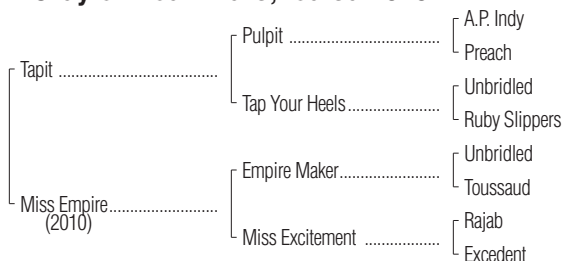 A.P. Indy
Pulpit
Preach
Tapit
Unbridled
Tap Your Heels
Ruby Slippers
Unbridled
Empire Maker
Toussaud
Miss Empire
(2010)
Rajab
Miss Excitement
Excedent